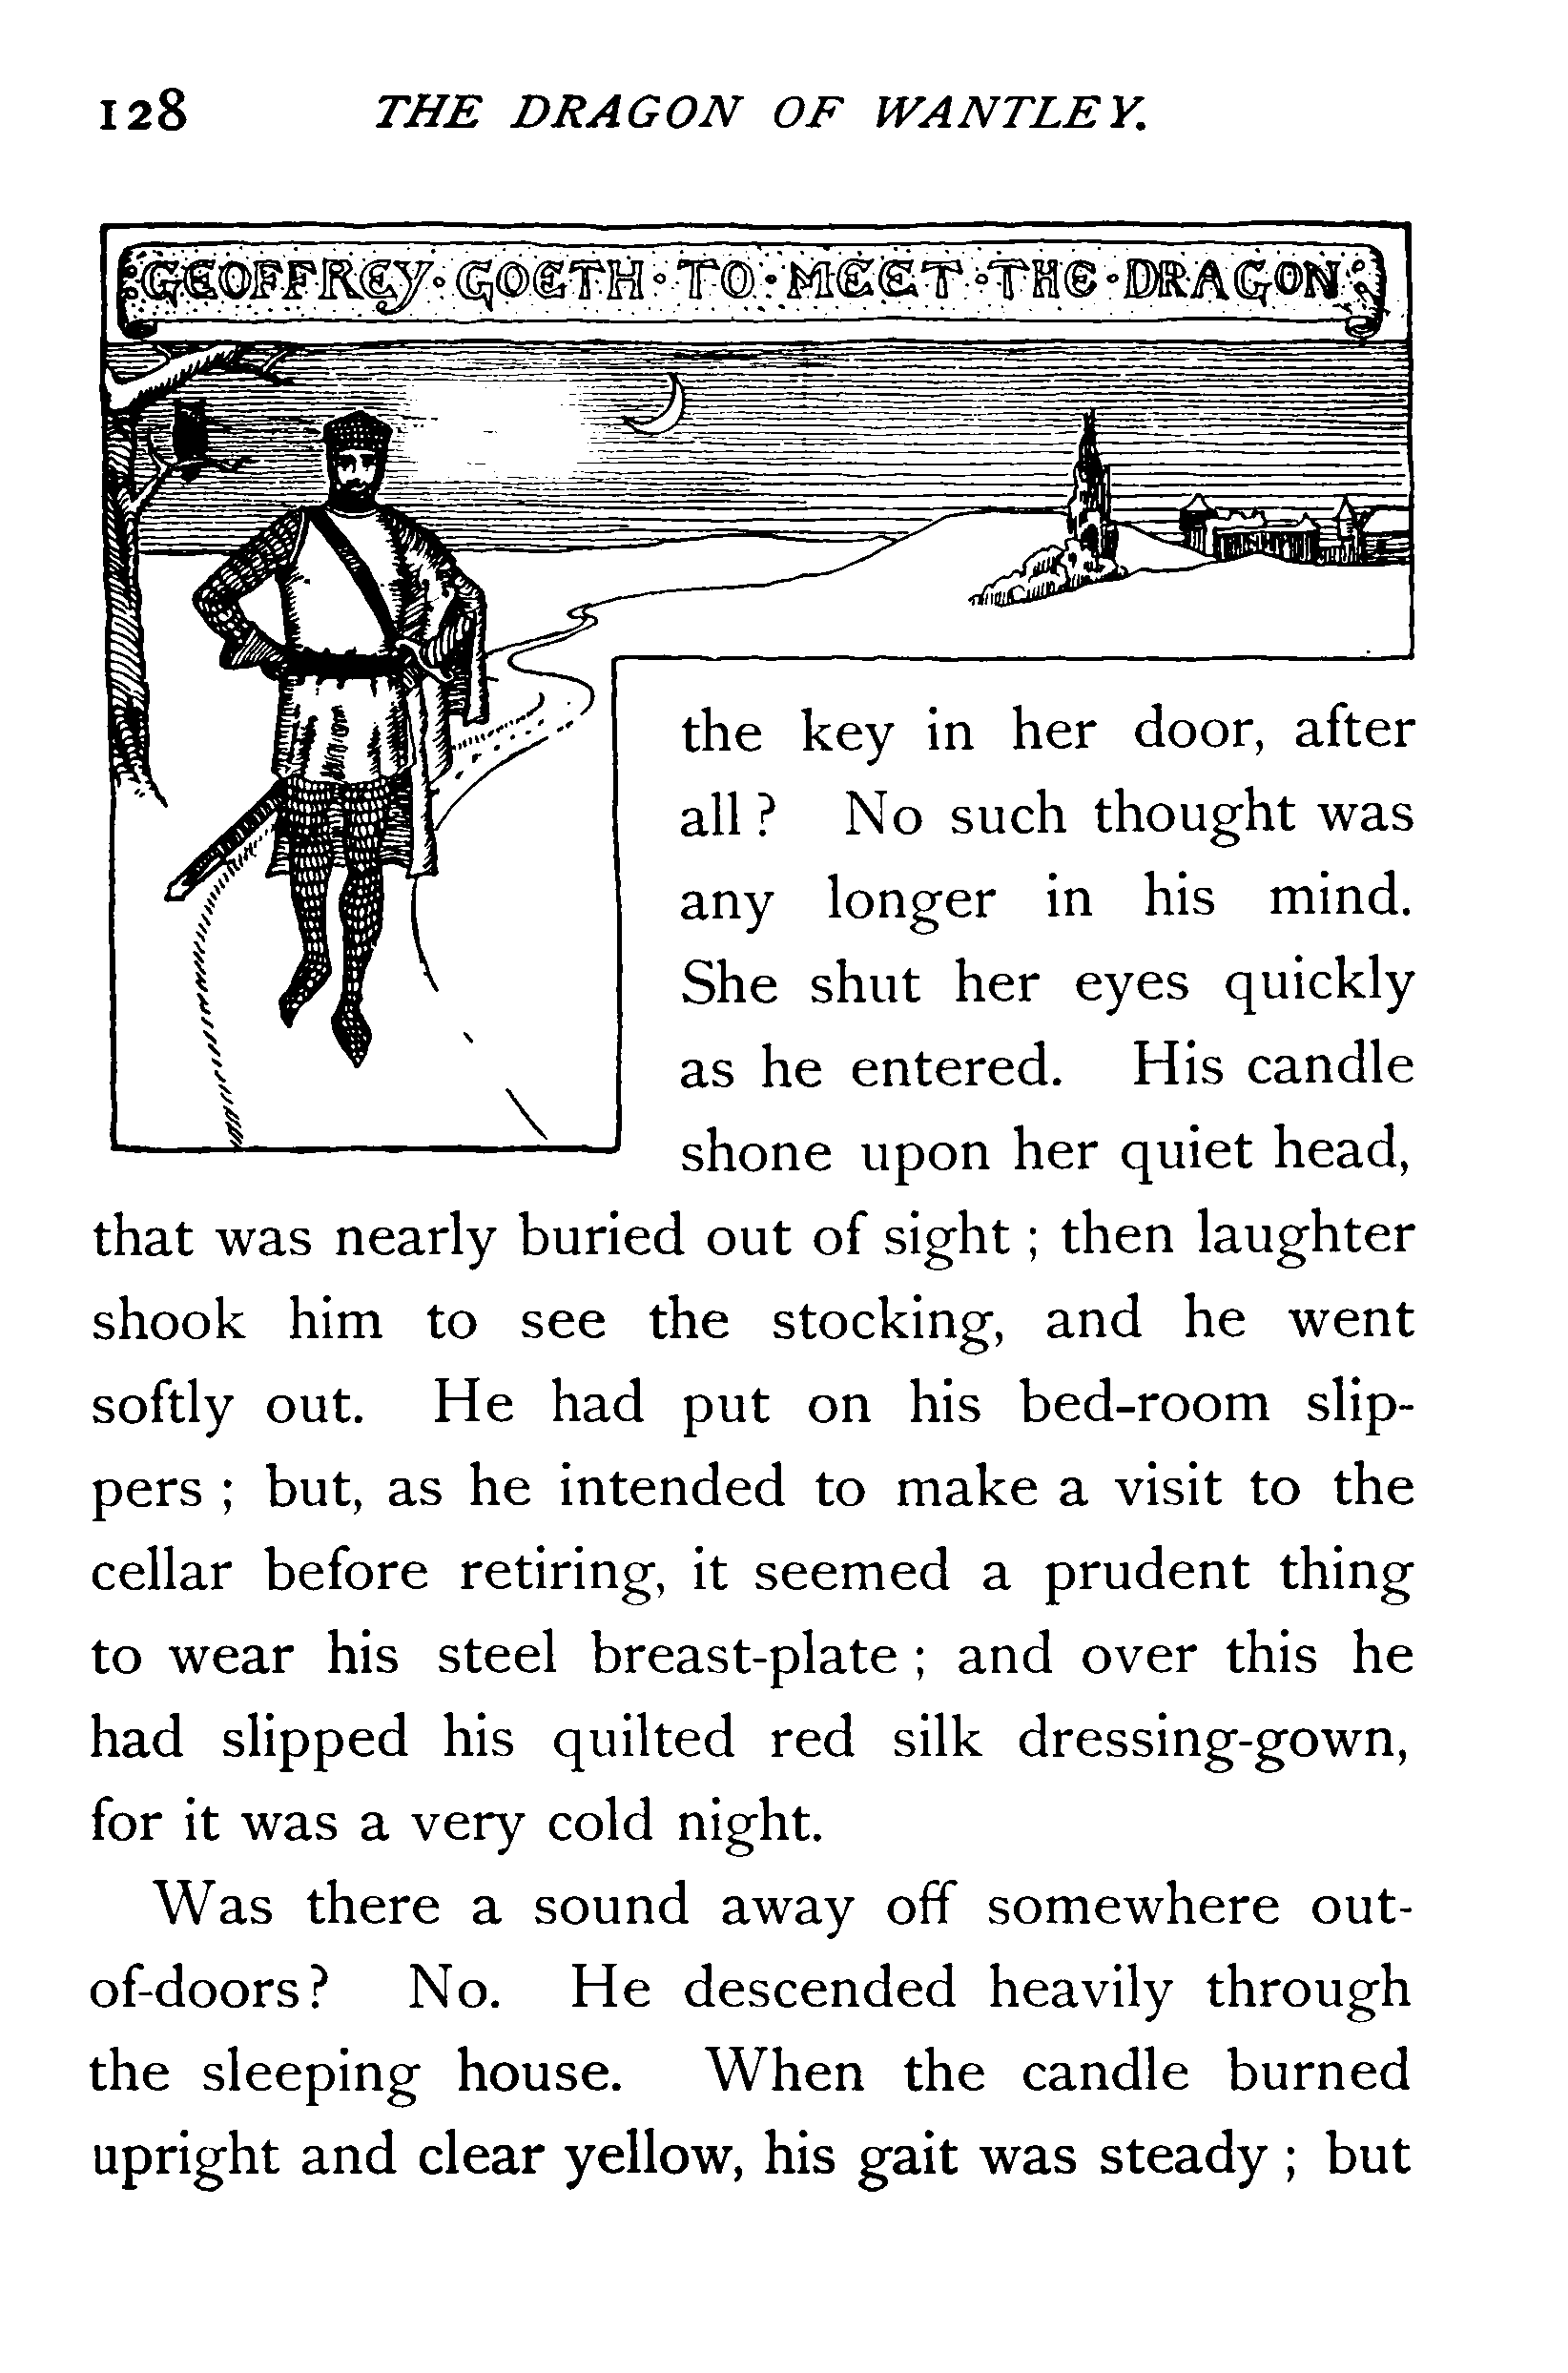 128 THE DRAGON OF WANTLEY.
GEOFFREY · GOETH · TO · MEET · THE · DRAGON
the key in her door, after
all ? No such thought was
any longer in his mind.
She shut her eyes quickly
as he entered. His candle
shone upon her quiet head,
that was nearly buried out of sight ; then laughter
shook him to see the stocking, and he went
softly out. He had put on his bed-room slip-
pers ; but, as he intended to make a visit to the
cellar before retiring, it seemed a prudent thing
to wear his steel breast-plate ; and over this he
had slipped his quilted red silk dressing-gown,
for it was a very cold night.
Was there a sound away off somewhere out-
of-doors? No. He descended heavily through
the sleeping house. When the candle burned
upright and clear yellow, his gait was steady ; but